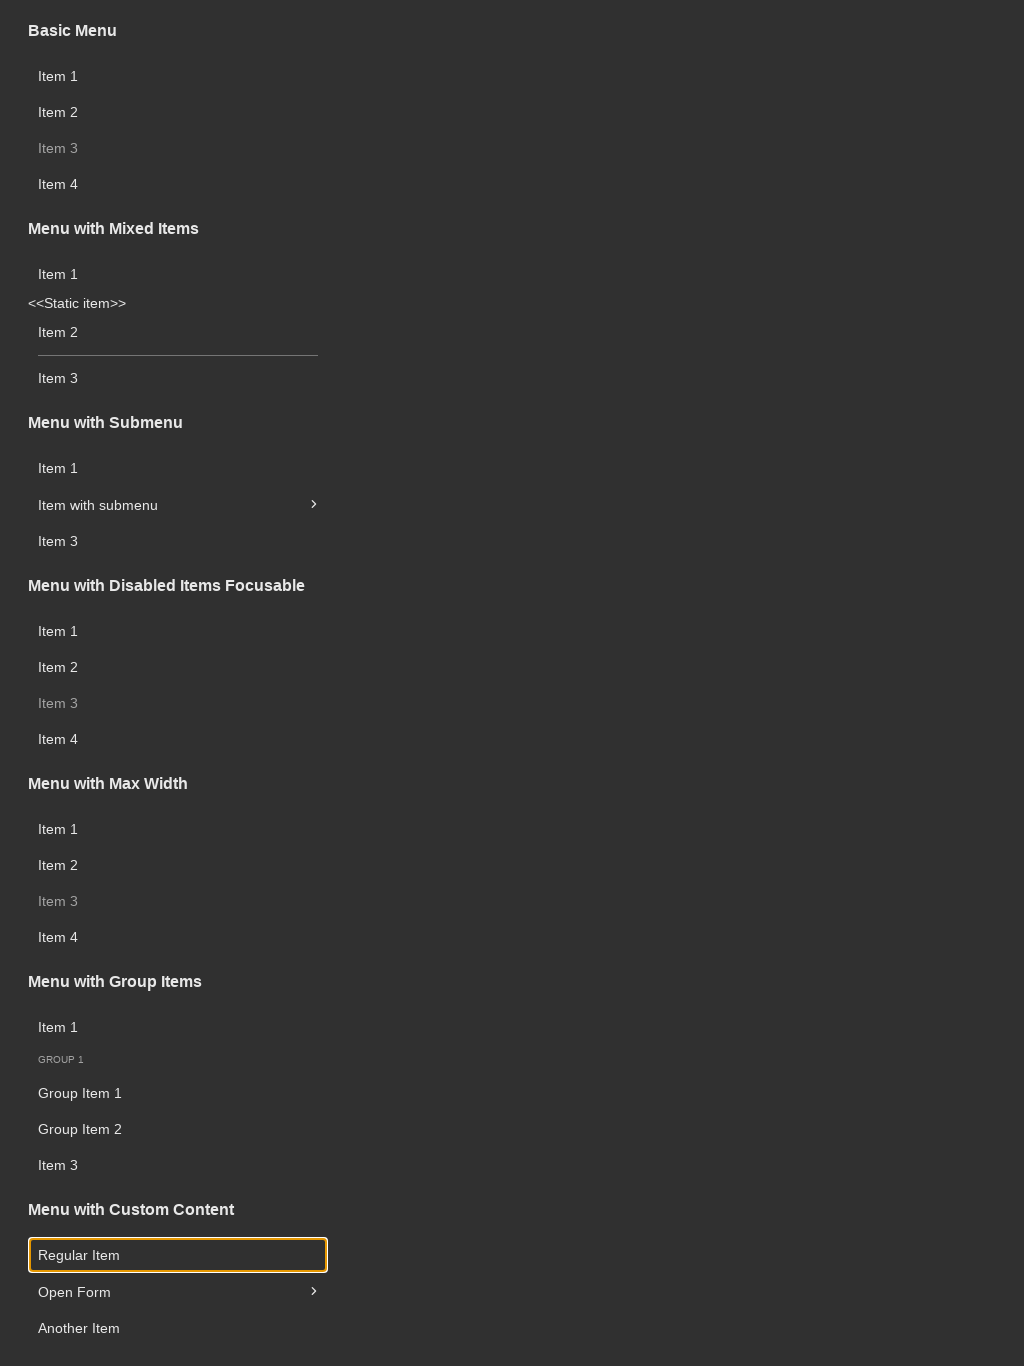 Basic Menu
Item 1
Item 2
Item 3
Item 4
Menu with Mixed Items
Item 1
<<Static item>>
Item 2
Item 3
Menu with Submenu
Item 1
Item with submenu
Item 3
Menu with Disabled Items Focusable
Item 1
Item 2
Item 3
Item 4
Menu with Max Width
Item 1
Item 2
Item 3
Item 4
Menu with Group Items
Item 1
GROUP 1
Group Item 1
Group Item 2
Item 3
Menu with Custom Content
Regular Item
Open Form
Another Item